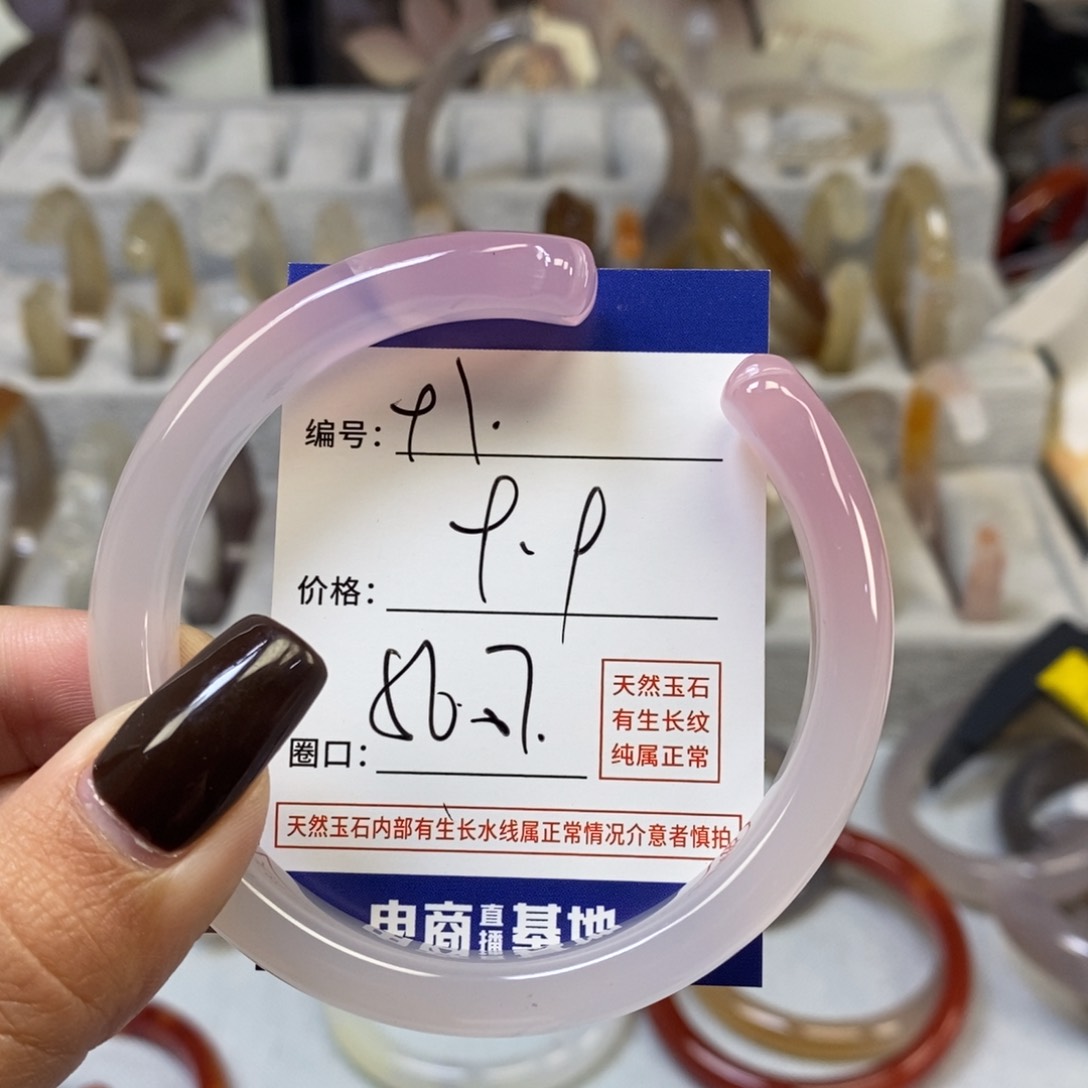 编号:
价格:
圈口: 56.7.
天然玉石
有生长纹
纯属正常
天然玉石内部有生长水线属正常情况介意者慎拍
电商直播基地